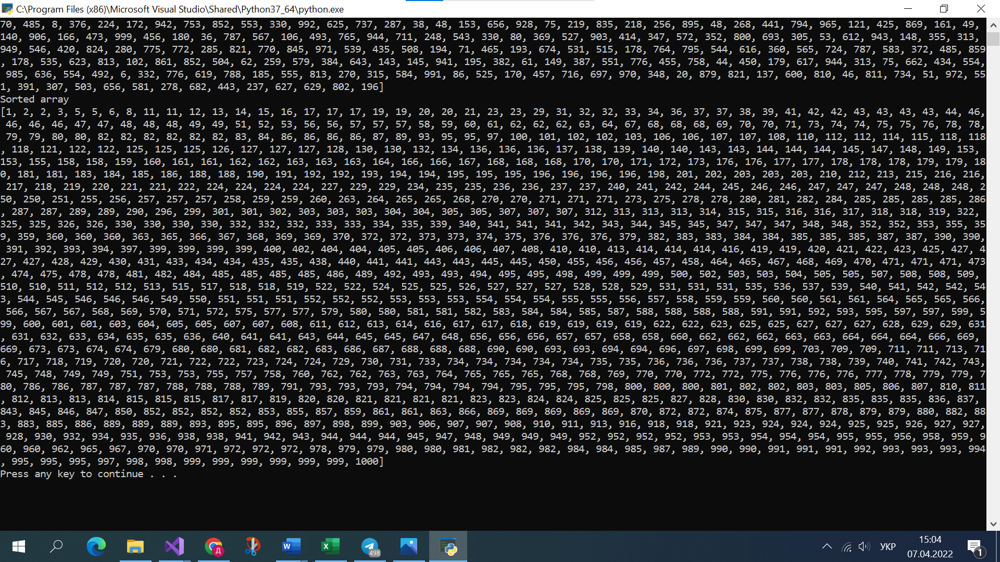 C:\Program Files (x86)\Microsoft Visual Studio\Shared\Python37_64\python.exe
70, 485, 8, 376, 224, 172, 942, 753, 852, 553, 330, 992, 625, 737, 287, 38, 48, 153, 656, 928, 75, 219, 835, 218, 256, 895, 48, 268, 441, 794, 965, 121, 425, 869, 161, 49,
140, 906, 166, 473, 999, 456, 180, 36, 787, 567, 106, 493, 765, 944, 711, 248, 543, 330, 80, 369, 527, 903, 414, 347, 572, 352, 800, 693, 305, 53, 612, 943, 148, 355, 313,
949, 546, 420, 824, 280, 775, 772, 285, 821, 770, 845, 971, 539, 435, 508, 194, 71, 465, 193, 674, 531, 515, 178, 764, 795, 544, 616, 360, 565, 724, 787, 583, 372, 485, 859
, 178, 535, 623, 813, 102, 861, 852, 504, 62, 259, 579, 384, 643, 143, 145, 941, 195, 382, 61, 149, 387, 551, 776, 455, 758, 44, 450, 179, 617, 944, 313, 75, 662, 434, 554,
985, 636, 554, 492, 6, 332, 776, 619, 788, 185, 555, 813, 270, 315, 584, 991, 86, 525, 170, 457, 716, 697, 970, 348, 20, 879, 821, 137, 600, 810, 46, 811, 734, 51, 972, 55
1, 391, 307, 503, 656, 581, 278, 682, 443, 237, 627, 629, 802, 196]
Sorted array
[1, 2, 2, 3, 5, 5, 6, 8, 11, 11, 12, 13, 14, 15, 16, 17, 17, 17, 19, 19, 20, 20, 21, 23, 23, 29, 31, 32, 32, 33, 34, 36, 37, 37, 38, 39, 41, 42, 42, 43, 43, 43, 43, 44, 46,
46, 46, 46, 47, 47, 48, 48, 48, 49, 49, 51, 52, 53, 56, 56, 57, 57, 57, 58, 59, 60, 61, 62, 62, 62, 63, 64, 67, 68, 68, 68, 69, 70, 70, 71, 73, 74, 74, 75, 75, 76, 78, 78,
79, 79, 80, 80, 82, 82, 82, 82, 82, 82, 83, 84, 86, 86, 86, 86, 87, 89, 93, 95, 95, 97, 100, 101, 102, 102, 103, 106, 106, 107, 107, 108, 110, 112, 112, 114, 115, 118, 118
, 118, 121, 122, 122, 125, 125, 125, 126, 127, 127, 127, 128, 130, 130, 132, 134, 136, 136, 136, 137, 138, 139, 140, 140, 143, 143, 144, 144, 144, 145, 147, 148, 149, 153,
153, 155, 158, 158, 159, 160, 161, 161, 162, 162, 163, 163, 163, 164, 166, 166, 167, 168, 168, 168, 170, 170, 171, 172, 173, 176, 176, 177, 177, 178, 178, 178, 179, 179, 18
0, 181, 181, 183, 184, 185, 186, 188, 188, 190, 191, 192, 192, 193, 194, 194, 195, 195, 195, 196, 196, 196, 196, 198, 201, 202, 203, 203, 203, 210, 212, 213, 215, 216, 216,
217, 218, 219, 220, 221, 221, 222, 224, 224, 224, 224, 227, 229, 229, 234, 235, 235, 236, 236, 237, 237, 240, 241, 242, 244, 245, 246, 246, 247, 247, 247, 248, 248, 248, 2
50, 250, 251, 255, 256, 257, 257, 257, 258, 259, 259, 260, 263, 264, 265, 265, 268, 270, 270, 271, 271, 271, 273, 275, 278, 278, 280, 281, 282, 284, 285, 285, 285, 285, 286
, 287, 287, 289, 289, 290, 296, 299, 301, 301, 302, 303, 303, 303, 304, 304, 305, 305, 307, 307, 307, 312, 313, 313, 313, 314, 315, 315, 316, 316, 317, 318, 318, 319, 322,
325, 325, 326, 326, 330, 330, 330, 330, 332, 332, 332, 333, 333, 334, 335, 339, 340, 341, 341, 341, 342, 343, 344, 345, 345, 347, 347, 347, 348, 348, 352, 352, 353, 355, 35
9, 359, 360, 360, 360, 363, 365, 366, 367, 368, 369, 369, 370, 372, 372, 373, 373, 374, 375, 376, 376, 376, 379, 382, 383, 383, 384, 384, 385, 385, 385, 387, 387, 390, 390,
391, 392, 393, 394, 397, 399, 399, 399, 399, 400, 402, 404, 404, 405, 405, 406, 406, 407, 408, 410, 410, 413, 414, 414, 414, 416, 419, 419, 420, 421, 422, 423, 425, 427, 4
27, 427, 428, 429, 430, 431, 433, 434, 434, 435, 435, 438, 440, 441, 441, 443, 443, 445, 445, 450, 455, 456, 456, 457, 458, 464, 465, 467, 468, 469, 470, 471, 471, 471, 473
, 474, 475, 478, 478, 481, 482, 484, 485, 485, 485, 485, 486, 489, 492, 493, 493, 494, 495, 495, 498, 499, 499, 499, 500, 502, 503, 503, 504, 505, 505, 507, 508, 508, 509,
510, 510, 511, 512, 512, 513, 515, 517, 518, 518, 519, 522, 522, 524, 525, 525, 526, 527, 527, 527, 528, 528, 529, 531, 531, 531, 535, 536, 537, 539, 540, 541, 542, 542, 54
3, 544, 545, 546, 546, 546, 549, 550, 551, 551, 551, 552, 552, 552, 553, 553, 553, 554, 554, 554, 555, 555, 556, 557, 558, 559, 559, 560, 560, 561, 561, 564, 565, 565, 566,
566, 567, 567, 568, 569, 570, 571, 572, 575, 577, 577, 579, 580, 580, 581, 581, 582, 583, 584, 584, 585, 587, 588, 588, 588, 588, 591, 591, 592, 593, 595, 597, 597, 599, 5
99, 600, 601, 601, 603, 604, 605, 605, 607, 607, 608, 611, 612, 613, 614, 616, 617, 617, 618, 619, 619, 619, 619, 622, 622, 623, 625, 625, 627, 627, 627, 628, 629, 629, 631
, 631, 632, 633, 634, 635, 635, 636, 640, 641, 641, 643, 644, 645, 645, 647, 648, 656, 656, 656, 657, 657, 658, 658, 660, 662, 662, 662, 663, 663, 664, 664, 664, 666, 669,
669, 673, 673, 674, 674, 679, 680, 680, 681, 682, 682, 683, 686, 687, 688, 688, 688, 690, 690, 693, 693, 694, 694, 696, 697, 698, 699, 699, 703, 709, 709, 711, 711, 713, 71
6, 717, 718, 719, 720, 720, 721, 722, 722, 723, 724, 724, 729, 730, 731, 733, 734, 734, 734, 734, 734, 735, 735, 736, 736, 736, 737, 737, 738, 738, 739, 740, 741, 742, 743,
745, 748, 749, 749, 751, 753, 753, 755, 757, 758, 760, 762, 762, 763, 763, 764, 765, 765, 765, 768, 768, 769, 770, 770, 772, 772, 775, 776, 776, 776, 777, 778, 779, 779, 7
80, 786, 786, 787, 787, 787, 788, 788, 788, 789, 791, 793, 793, 793, 794, 794, 794, 794, 795, 795, 795, 798, 800, 800, 800, 801, 802, 802, 803, 803, 805, 806, 807, 810, 811
, 812, 813, 813, 814, 815, 815, 815, 817, 817, 819, 820, 820, 821, 821, 821, 821, 823, 823, 824, 824, 825, 825, 825, 827, 828, 830, 830, 832, 832, 835, 835, 835, 836, 837,
843, 845, 846, 847, 850, 852, 852, 852, 852, 853, 855, 857, 859, 861, 861, 863, 866, 869, 869, 869, 869, 869, 870, 872, 872, 874, 875, 877, 877, 878, 879, 879, 880, 882, 88
3, 883, 885, 886, 889, 889, 889, 893, 895, 895, 896, 897, 898, 899, 903, 906, 907, 907, 908, 910, 911, 913, 916, 918, 918, 921, 923, 924, 924, 924, 925, 925, 926, 927, 927,
928, 930, 932, 934, 935, 936, 938, 938, 941, 942, 943, 944, 944, 944, 945, 947, 948, 949, 949, 949, 952, 952, 952, 952, 953, 953, 954, 954, 954, 955, 955, 956, 958, 959, 9
60, 960, 962, 965, 967, 970, 970, 971, 972, 972, 972, 978, 979, 979, 980, 980, 981, 982, 982, 982, 984, 984, 985, 987, 989, 990, 990, 991, 991, 991, 992, 993, 993, 993, 994
, 995, 995, 995, 997, 998, 998, 999, 999, 999, 999, 999, 999, 1000]
Press any key to continue . . .
Д
W
X
498
УКР
15:04
07.04.2022
1